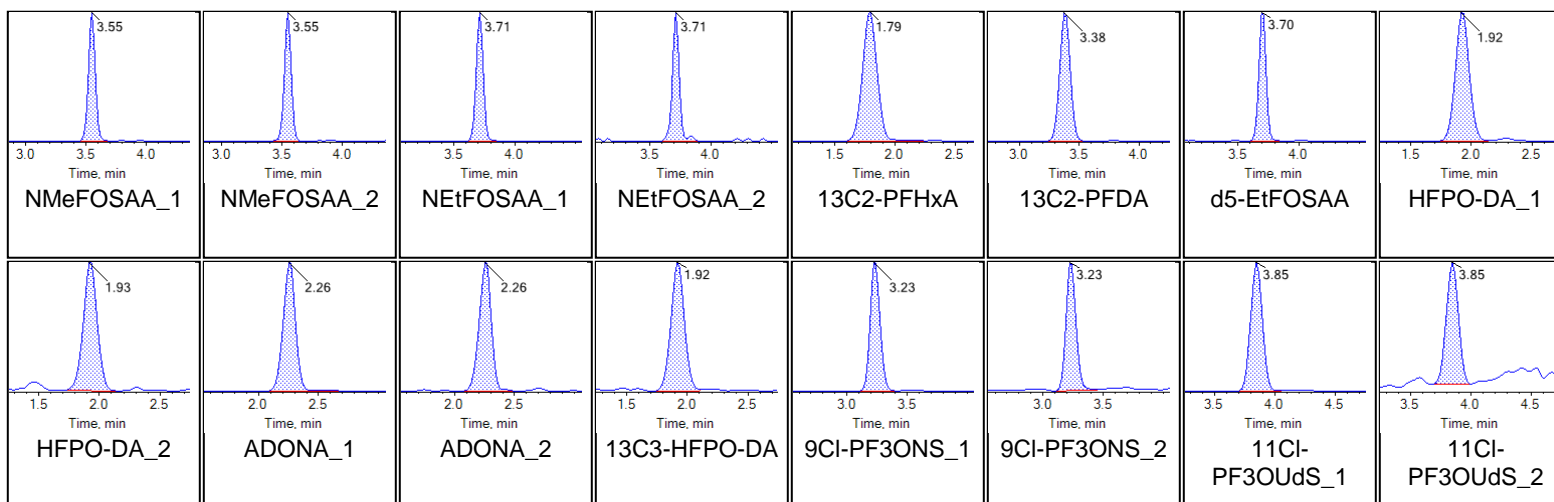 3.55 3.55 3.71 3.71 1.79 3.38 3.70 1.92
3.0 3.5 4.0 3.0 3.5 4.0 3.5 4.0 3.5 4.0 2.0 2.5 3.0 3.5 4.0 3.5 4.0 1.5 2.0 2.5
Time, min Time, min Time, min Time, min Time, min Time, min Time, min Time, min
NMeFOSAA_1 NMeFOSAA_2 NEtFOSAA_1 NEtFOSAA_2 13C2-PFHxA 13C2-PFDA d5-EtFOSAA HFPO-DA_1
1.93 2.26 2.26 1.92 3.23 3.23 3.85 3.85
1.5 2.0 2.5 2.0 2.5 2.0 2.5 1.5 2.0 2.5 3.0 3.5 3.0 3.5 3.5 4.0 4.5 3.5 4.0 4.5
Time, min Time, min Time, min Time, min Time, min Time, min Time, min Time, min
HFPO-DA_2 ADONA_1 ADONA_2 13C3-HFPO-DA 9Cl-PF3ONS_1 9Cl-PF3ONS_2 11Cl- 11Cl-
PF3OUdS_1 PF3OUdS_2